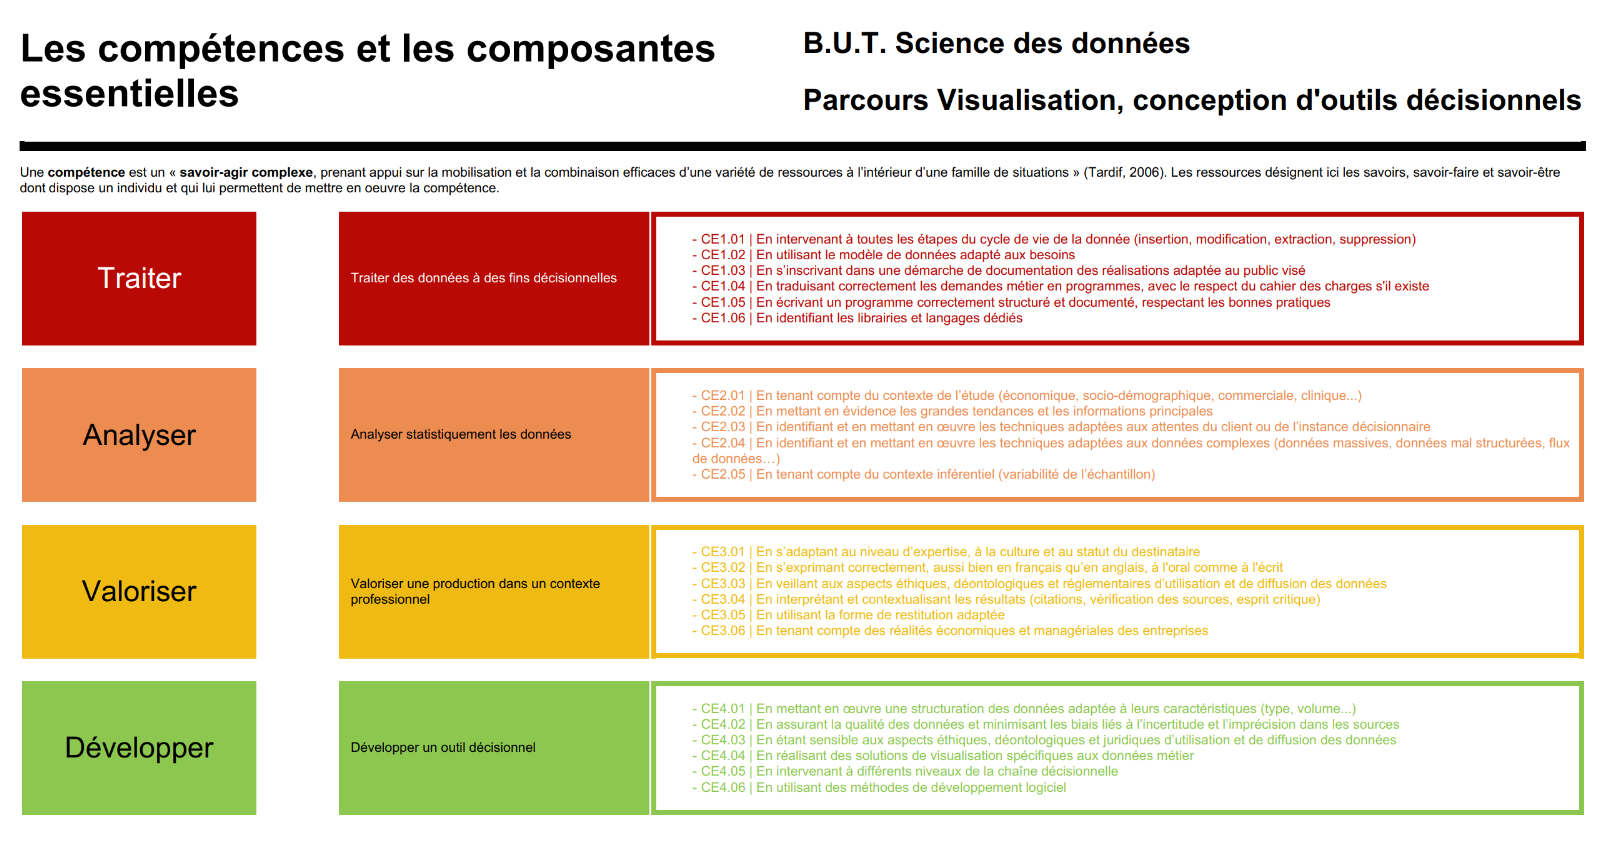 Les compétences et les composantes
essentielles
B.U.T. Science des données
Parcours Visualisation, conception d'outils décisionnels
Une compétence est un « savoir-agir complexe, prenant appui sur la mobilisation et la combinaison efficaces d’une variété de ressources à l’intérieur d’une famille de situations » (Tardif, 2006). Les ressources désignent ici les savoirs, savoir-faire et savoir-être
dont dispose un individu et qui lui permettent de mettre en oeuvre la compétence.
Traiter
Traiter des données à des fins décisionnelles
- CE1.01 | En intervenant à toutes les étapes du cycle de vie de la donnée (insertion, modification, extraction, suppression)
- CE1.02 | En utilisant le modèle de données adapté aux besoins
- CE1.03 | En s’inscrivant dans une démarche de documentation des réalisations adaptée au public visé
- CE1.04 | En traduisant correctement les demandes métier en programmes, avec le respect du cahier des charges s'il existe
- CE1.05 | En écrivant un programme correctement structuré et documenté, respectant les bonnes pratiques
- CE1.06 | En identifiant les librairies et langages dédiés
Analyser
Analyser statistiquement les données
- CE2.01 | En tenant compte du contexte de l’étude (économique, socio-démographique, commerciale, clinique...)
- CE2.02 | En mettant en évidence les grandes tendances et les informations principales
- CE2.03 | En identifiant et en mettant en œuvre les techniques adaptées aux attentes du client ou de l’instance décisionnaire
- CE2.04 | En identifiant et en mettant en œuvre les techniques adaptées aux données complexes (données massives, données mal structurées, flux
de données…)
- CE2.05 | En tenant compte du contexte inférentiel (variabilité de l’échantillon)
Valoriser
Valoriser une production dans un contexte
professionnel
- CE3.01 | En s’adaptant au niveau d’expertise, à la culture et au statut du destinataire
- CE3.02 | En s’exprimant correctement, aussi bien en français qu’en anglais, à l'oral comme à l'écrit
- CE3.03 | En veillant aux aspects éthiques, déontologiques et réglementaires d’utilisation et de diffusion des données
- CE3.04 | En interprétant et contextualisant les résultats (citations, vérification des sources, esprit critique)
- CE3.05 | En utilisant la forme de restitution adaptée
- CE3.06 | En tenant compte des réalités économiques et managériales des entreprises
Développer
Développer un outil décisionnel
- CE4.01 | En mettant en œuvre une structuration des données adaptée à leurs caractéristiques (type, volume...)
- CE4.02 | En assurant la qualité des données et minimisant les biais liés à l’incertitude et l’imprécision dans les sources
- CE4.03 | En étant sensible aux aspects éthiques, déontologiques et juridiques d’utilisation et de diffusion des données
- CE4.04 | En réalisant des solutions de visualisation spécifiques aux données métier
- CE4.05 | En intervenant à différents niveaux de la chaîne décisionnelle
- CE4.06 | En utilisant des méthodes de développement logiciel